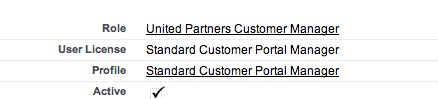 Role United Partners Customer Manager
User License Standard Customer Portal Manager
Profile Standard Customer Portal Manager
Active ✓